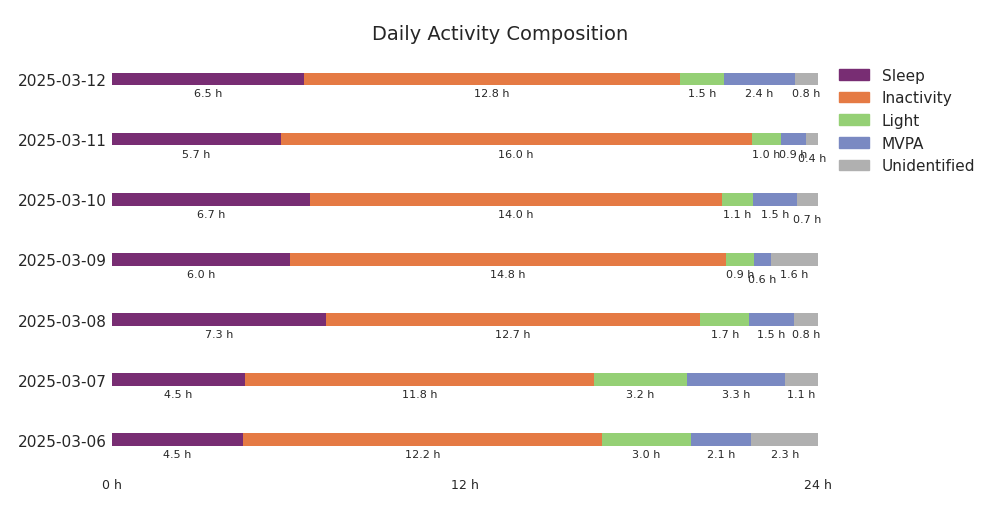 Daily Activity Composition
2025-03-12
6.5 h 12.8 h 1.5 h 2.4 h 0.8 h
2025-03-11
5.7 h 16.0 h 1.0 h 0.9 h 0.4 h
2025-03-10
6.7 h 14.0 h 1.1 h 1.5 h 0.7 h
2025-03-09
6.0 h 14.8 h 0.9 h 0.6 h 1.6 h
2025-03-08
7.3 h 12.7 h 1.7 h 1.5 h 0.8 h
2025-03-07
4.5 h 11.8 h 3.2 h 3.3 h 1.1 h
2025-03-06
4.5 h 12.2 h 3.0 h 2.1 h 2.3 h
0 h 12 h 24 h
Sleep
Inactivity
Light
MVPA
Unidentified